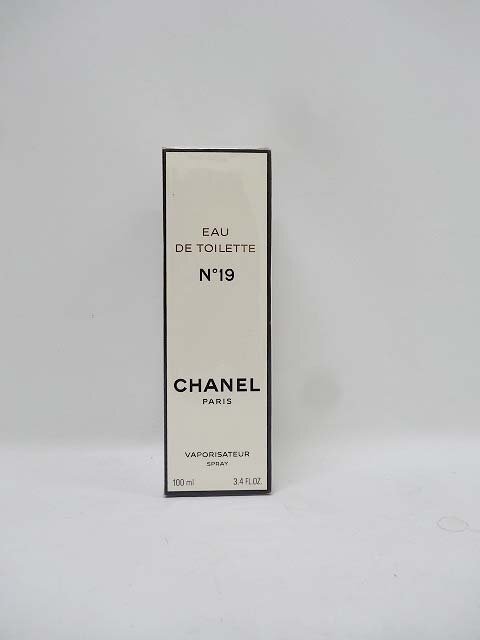 EAU
DE TOILETTE
N°19
CHANEL
PARIS
VAPORISATEUR
SPRAY
100 ml 3.4 FL.OZ.